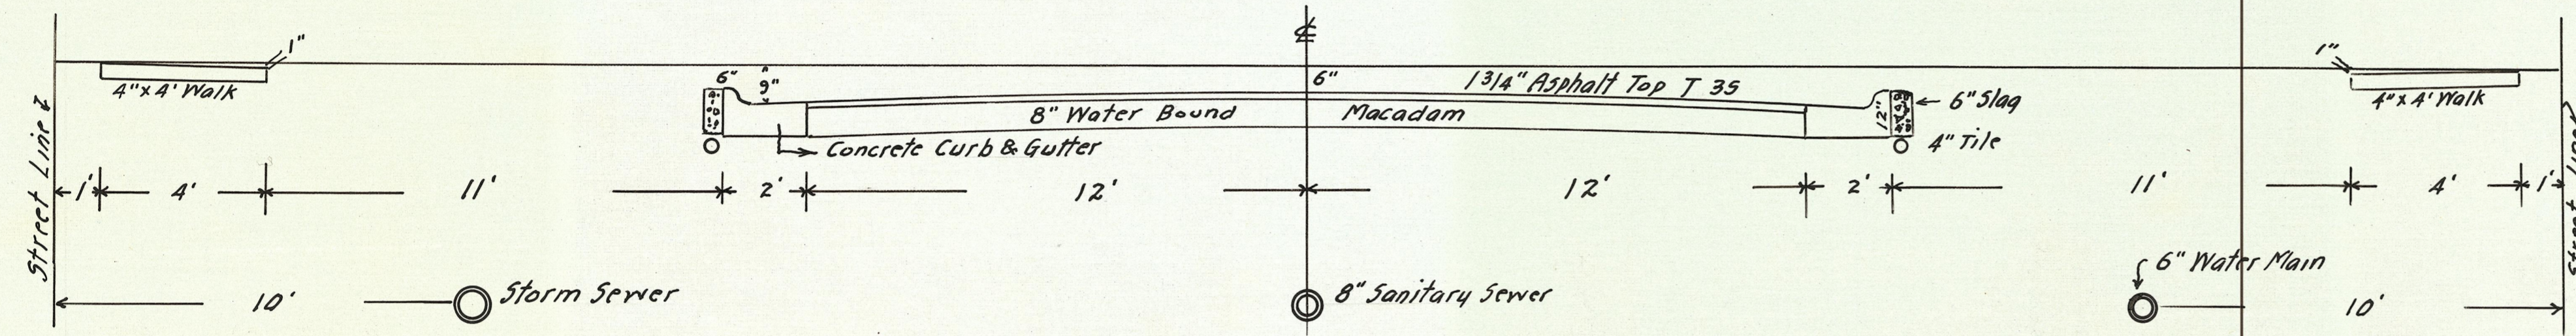 ℄
1"
1"
6"
9"
6"
1 3/4" Asphalt Top T 35
4"x 4' Walk
8" Water Bound Macadam
12"
6" Slag
4"x 4' Walk
Concrete Curb & Gutter
4" Tile
Street Line
1'
4'
11'
2'
12'
12'
2'
11'
4'
1'
Street Line
6" Water Main
10'
Storm Sewer
8" Sanitary Sewer
10'